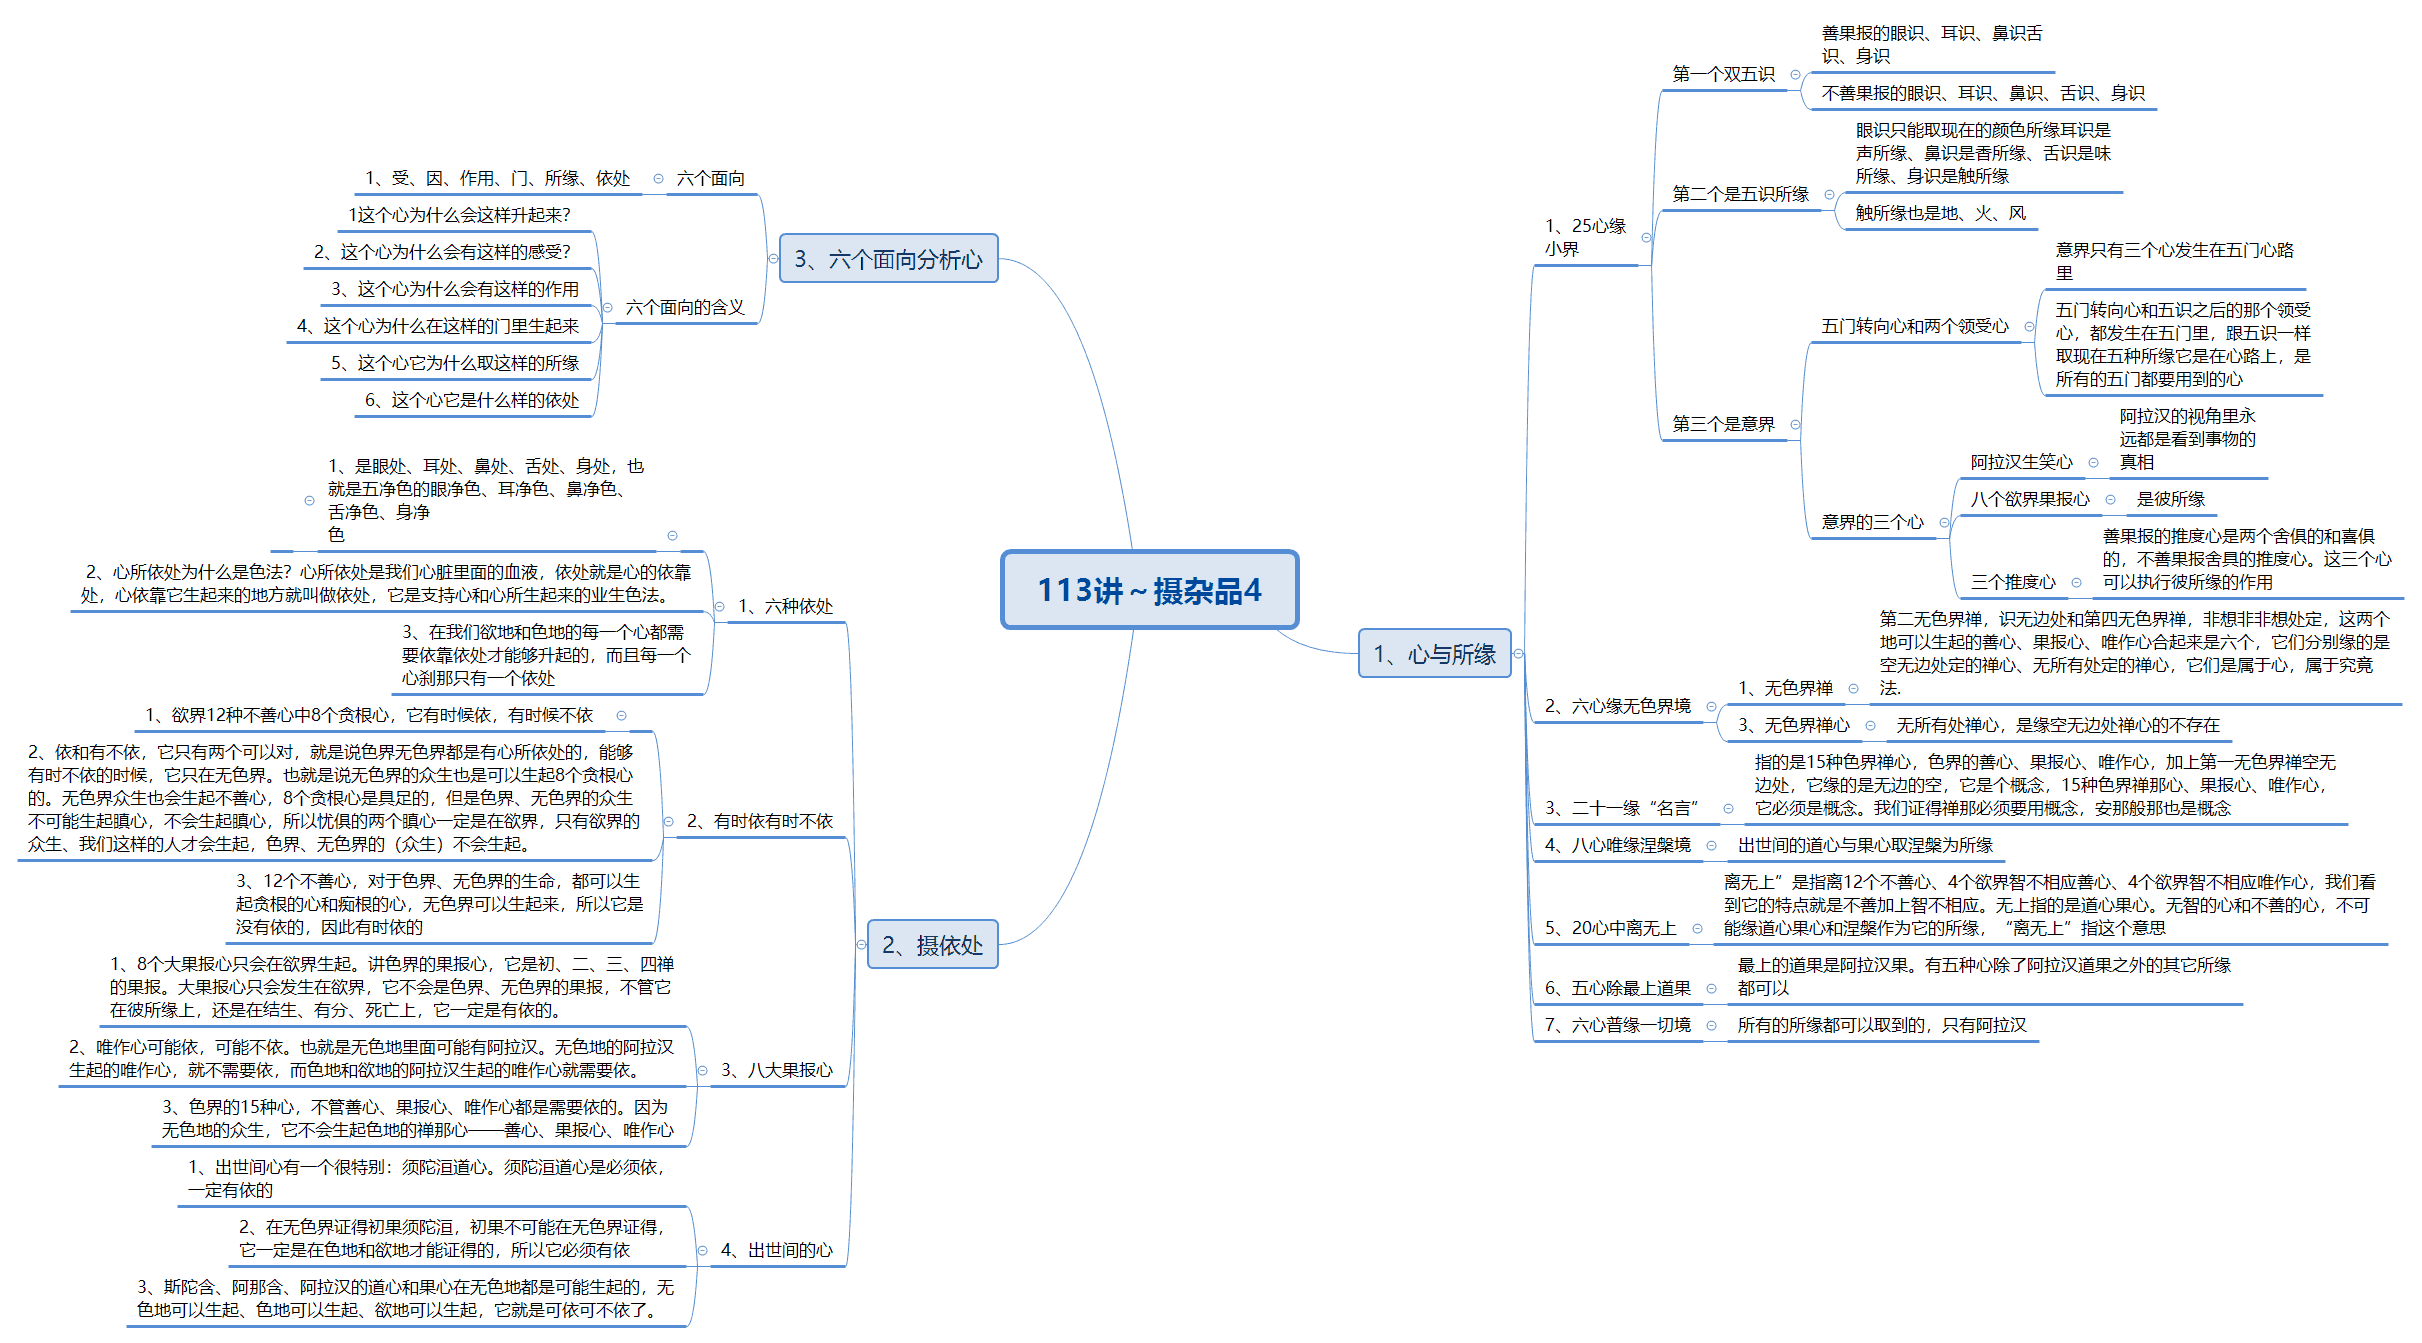 113讲～摄杂品4
1、心与所缘
1、25心缘
小界
第一个双五识
善果报的眼识、耳识、鼻识舌
识、身识
不善果报的眼识、耳识、鼻识、舌识、身识
第二个是五识所缘
眼识只能取现在的颜色所缘耳识是
声所缘、鼻识是香所缘、舌识是味
所缘、身识是触所缘
触所缘也是地、火、风
第三个是意界
五门转向心和两个领受心
意界只有三个心发生在五门心路
里
五门转向心和五识之后的那个领受
心，都发生在五门里，跟五识一样
取现在五种所缘它是在心路上，是
所有的五门都要用到的心
意界的三个心
阿拉汉生笑心
阿拉汉的视角里永
远都是看到事物的
真相
八个欲界果报心
是彼所缘
三个推度心
善果报的推度心是两个舍俱的和喜俱
的，不善果报舍具的推度心。这三个心
可以执行彼所缘的作用
2、六心缘无色界境
1、无色界禅
第二无色界禅，识无边处和第四无色界禅，非想非非想处定，这两个
地可以生起的善心、果报心、唯作心合起来是六个，它们分别缘的是
空无边处定的禅心、无所有处定的禅心，它们是属于心，属于究竟
法.
3、无色界禅心
无所有处禅心，是缘空无边处禅心的不存在
3、二十一缘“名言”
指的是15种色界禅心，色界的善心、果报心、唯作心，加上第一无色界禅空无
边处，它缘的是无边的空，它是个概念，15种色界禅那心、果报心、唯作心，
它必须是概念。我们证得禅那必须要用概念，安那般那也是概念
4、八心唯缘涅槃境
出世间的道心与果心取涅槃为所缘
5、20心中离无上
离无上”是指离12个不善心、4个欲界智不相应善心、4个欲界智不相应唯作心，我们看
到它的特点就是不善加上智不相应。无上指的是道心果心。无智的心和不善的心，不可
能缘道心果心和涅槃作为它的所缘，“离无上”指这个意思
6、五心除最上道果
最上的道果是阿拉汉果。有五种心除了阿拉汉道果之外的其它所缘
都可以
7、六心普缘一切境
所有的所缘都可以取到的，只有阿拉汉
2、摄依处
1、六种依处
1、是眼处、耳处、鼻处、舌处、身处，也
就是五净色的眼净色、耳净色、鼻净色、
舌净色、身净
色
2、心所依处为什么是色法？心所依处是我们心脏里面的血液，依处就是心的依靠
处，心依靠它生起来的地方就叫做依处，它是支持心和心所生起来的业生色法。
3、在我们欲地和色地的每一个心都需
要依靠依处才能够升起的，而且每一个
心刹那只有一个依处
2、有时依有时不依
1、欲界12种不善心中8个贪根心，它有时候依，有时候不依
2、依和有不依，它只有两个可以对，就是说色界无色界都是有心所依处的，能够
有时不依的时候，它只在无色界。也就是说无色界的众生也是可以生起8个贪根心
的。无色界众生也会生起不善心，8个贪根心是具足的，但是色界、无色界的众生
不可能生起瞋心，不会生起瞋心，所以忧俱的两个瞋心一定是在欲界，只有欲界的
众生、我们这样的人才会生起，色界、无色界的（众生）不会生起。
3、12个不善心，对于色界、无色界的生命，都可以生
起贪根的心和痴根的心，无色界可以生起来，所以它是
没有依的，因此有时依的
3、八大果报心
1、8个大果报心只会在欲界生起。讲色界的果报心，它是初、二、三、四禅
的果报。大果报心只会发生在欲界，它不会是色界、无色界的果报，不管它
在彼所缘上，还是在结生、有分、死亡上，它一定是有依的。
2、唯作心可能依，可能不依。也就是无色地里面可能有阿拉汉。无色地的阿拉汉
生起的唯作心，就不需要依，而色地和欲地的阿拉汉生起的唯作心就需要依。
3、色界的15种心，不管善心、果报心、唯作心都是需要依的。因为
无色地的众生，它不会生起色地的禅那心——善心、果报心、唯作心
4、出世间的心
1、出世间心有一个很特别：须陀洹道心。须陀洹道心是必须依，
一定有依的
2、在无色界证得初果须陀洹，初果不可能在无色界证得，
它一定是在色地和欲地才能证得的，所以它必须有依
3、斯陀含、阿那含、阿拉汉的道心和果心在无色地都是可能生起的，无
色地可以生起、色地可以生起、欲地可以生起，它就是可依可不依了。
3、六个面向分析心
六个面向
1、受、因、作用、门、所缘、依处
六个面向的含义
1这个心为什么会这样升起来？
2、这个心为什么会有这样的感受？
3、这个心为什么会有这样的作用
4、这个心为什么在这样的门里生起来
5、这个心它为什么取这样的所缘
6、这个心它是什么样的依处